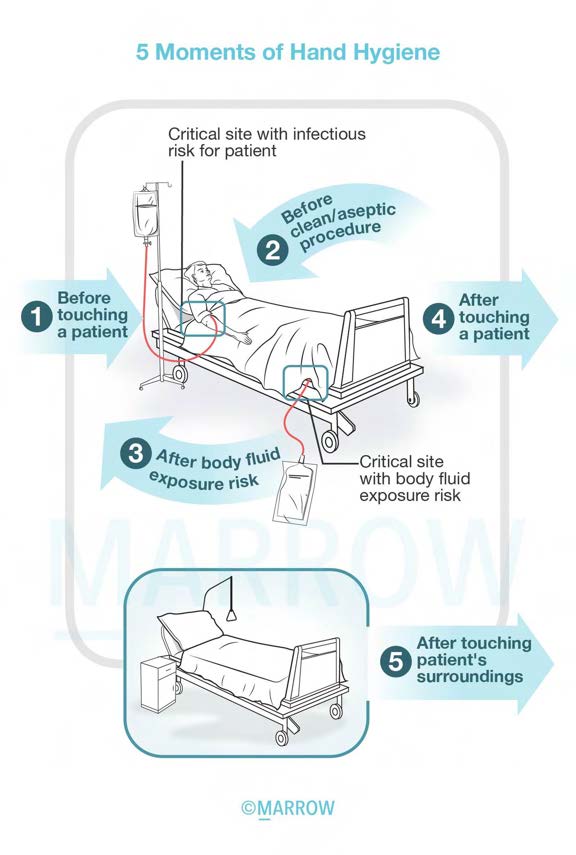 5 Moments of Hand Hygiene
Critical site with infectious
risk for patient
Before
clean/aseptic
procedure
2
1
Before
touching
a patient
4
After
touching
a patient
3
After body fluid
exposure risk
Critical site
with body fluid
exposure risk
MARROW
5
After touching
patient's
surroundings
©MARROW